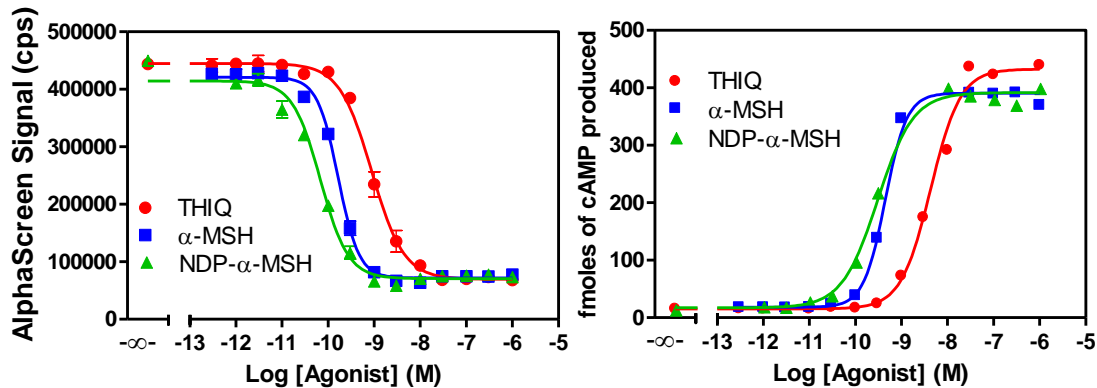 AlphaScreen Signal (cps)
500000
400000
300000
200000
100000
0
THIQ
α-MSH
NDP-α-MSH
-∞ -13 -12 -11 -10 -9 -8 -7 -6 -5
Log [Agonist] (M)
fmoles of cAMP produced
500
400
300
200
100
0
THIQ
α-MSH
NDP-α-MSH
-∞ -13 -12 -11 -10 -9 -8 -7 -6 -5
Log [Agonist] (M)